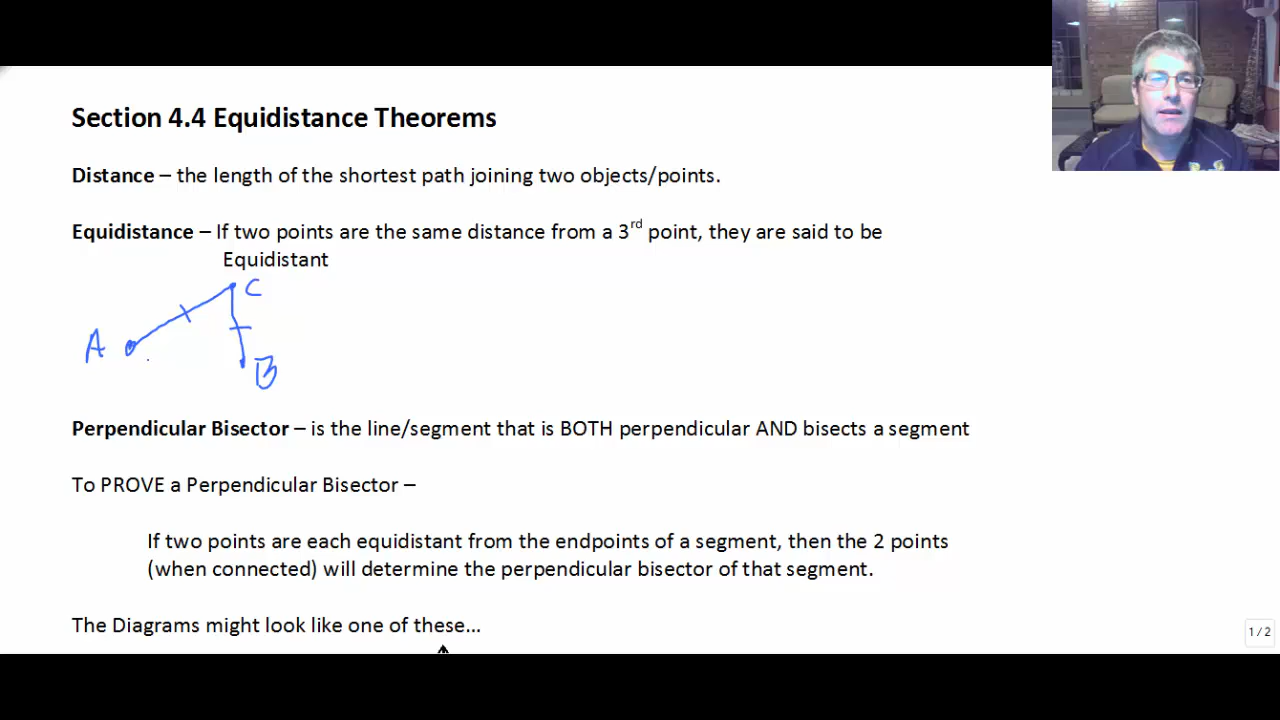 Section 4.4 Equidistance Theorems
Distance – the length of the shortest path joining two objects/points.
Equidistance – If two points are the same distance from a 3rd point, they are said to be
Equidistant
C
A
B
Perpendicular Bisector – is the line/segment that is BOTH perpendicular AND bisects a segment
To PROVE a Perpendicular Bisector –
If two points are each equidistant from the endpoints of a segment, then the 2 points
(when connected) will determine the perpendicular bisector of that segment.
The Diagrams might look like one of these...
1 / 2